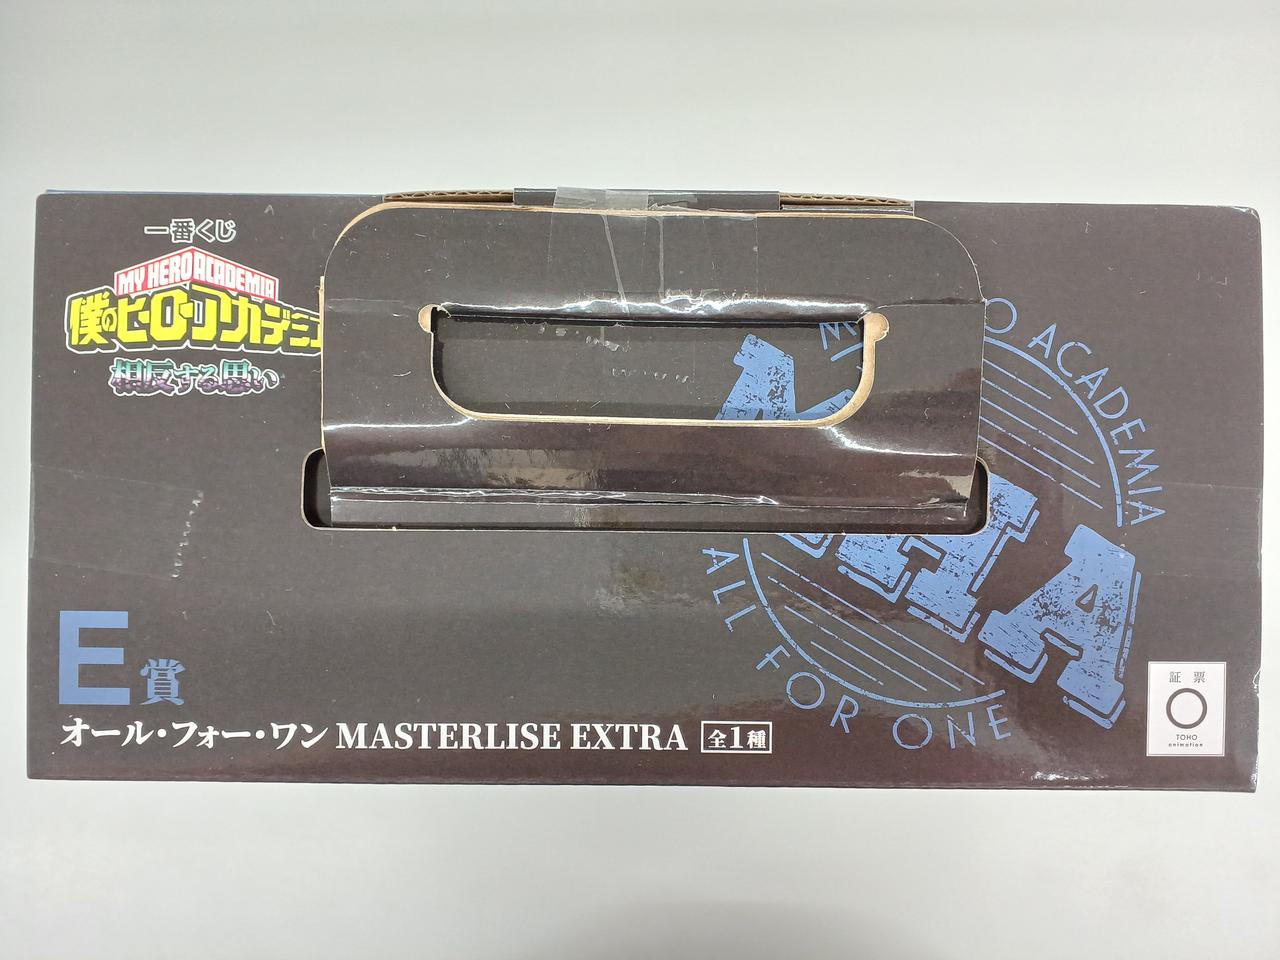 一番くじ
MY HERO ACADEMIA
僕のヒーローアカデミ
相反する思い
O ACADEMIA
HA
ALL FOR ONE
E賞
オール・フォー・ワン MASTERLISE EXTRA 全1種
証票
TOHO
animation